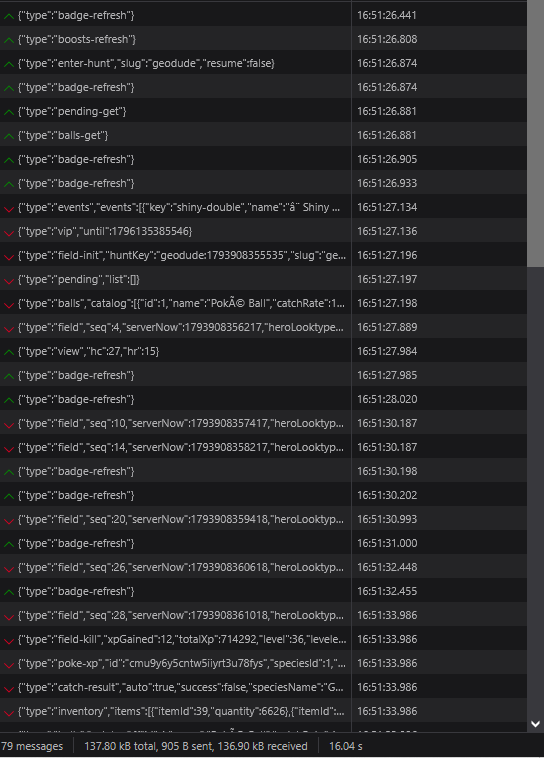 {"type":"badge-refresh"} 16:51:26.441
{"type":"boosts-refresh"} 16:51:26.808
{"type":"enter-hunt","slug":"geodude","resume":false} 16:51:26.874
{"type":"badge-refresh"} 16:51:26.874
{"type":"pending-get"} 16:51:26.881
{"type":"balls-get"} 16:51:26.881
{"type":"badge-refresh"} 16:51:26.905
{"type":"badge-refresh"} 16:51:26.933
{"type":"events","events":[{"key":"shiny-double","name":"â¨ Shiny ... 16:51:27.134
{"type":"vip","until":1796135385546} 16:51:27.136
{"type":"field-init","huntKey":"geodude:1793908355535","slug":"ge... 16:51:27.196
{"type":"pending","list":[]} 16:51:27.197
{"type":"balls","catalog":[{"id":1,"name":"PokÃ© Ball","catchRate":1... 16:51:27.198
{"type":"field","seq":4,"serverNow":1793908356217,"heroLooktype... 16:51:27.889
{"type":"view","hc":27,"hr":15} 16:51:27.984
{"type":"badge-refresh"} 16:51:27.985
{"type":"badge-refresh"} 16:51:28.020
{"type":"field","seq":10,"serverNow":1793908357417,"heroLooktyp... 16:51:30.187
{"type":"field","seq":14,"serverNow":1793908358217,"heroLooktyp... 16:51:30.187
{"type":"badge-refresh"} 16:51:30.198
{"type":"badge-refresh"} 16:51:30.202
{"type":"field","seq":20,"serverNow":1793908359418,"heroLooktyp... 16:51:30.993
{"type":"badge-refresh"} 16:51:31.000
{"type":"field","seq":26,"serverNow":1793908360618,"heroLooktyp... 16:51:32.448
{"type":"badge-refresh"} 16:51:32.455
{"type":"field","seq":28,"serverNow":1793908361018,"heroLooktyp... 16:51:33.986
{"type":"field-kill","xpGained":12,"totalXp":714292,"level":36,"levele... 16:51:33.986
{"type":"poke-xp","id":"cmu9y6y5cntw5iiyrt3u78fys","speciesId":1,"... 16:51:33.986
{"type":"catch-result","auto":true,"success":false,"speciesName":"G... 16:51:33.986
{"type":"inventory","items":[{"itemId":39,"quantity":6626},{"itemId":... 16:51:33.986
79 messages 137.80 kB total, 905 B sent, 136.90 kB received 16.04 s